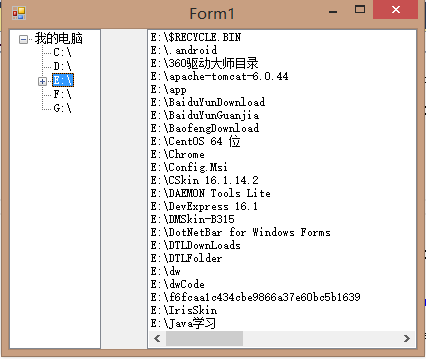 Form1
我的电脑
C:\
D:\
E:\
F:\
G:\
E:\$RECYCLE.BIN
E:\.android
E:\360驱动大师目录
E:\apache-tomcat-6.0.44
E:\app
E:\BaiduYunDownload
E:\BaiduYunGuanjia
E:\BaofengDownload
E:\CentOS 64 位
E:\Chrome
E:\Config.Msi
E:\CSkin 16.1.14.2
E:\DAEMON Tools Lite
E:\DevExpress 16.1
E:\DMSkin-B315
E:\DotNetBar for Windows Forms
E:\DTLDownLoads
E:\DTLFolder
E:\dw
E:\dwCode
E:\f6fcaa1c434cbe9866a37e60bc5b1639
E:\IrisSkin
E:\Java学习